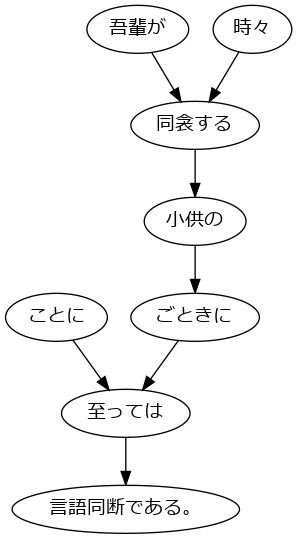 吾輩が
時々
同衾する
小供の
ことに
ごときに
至っては
言語同断である。